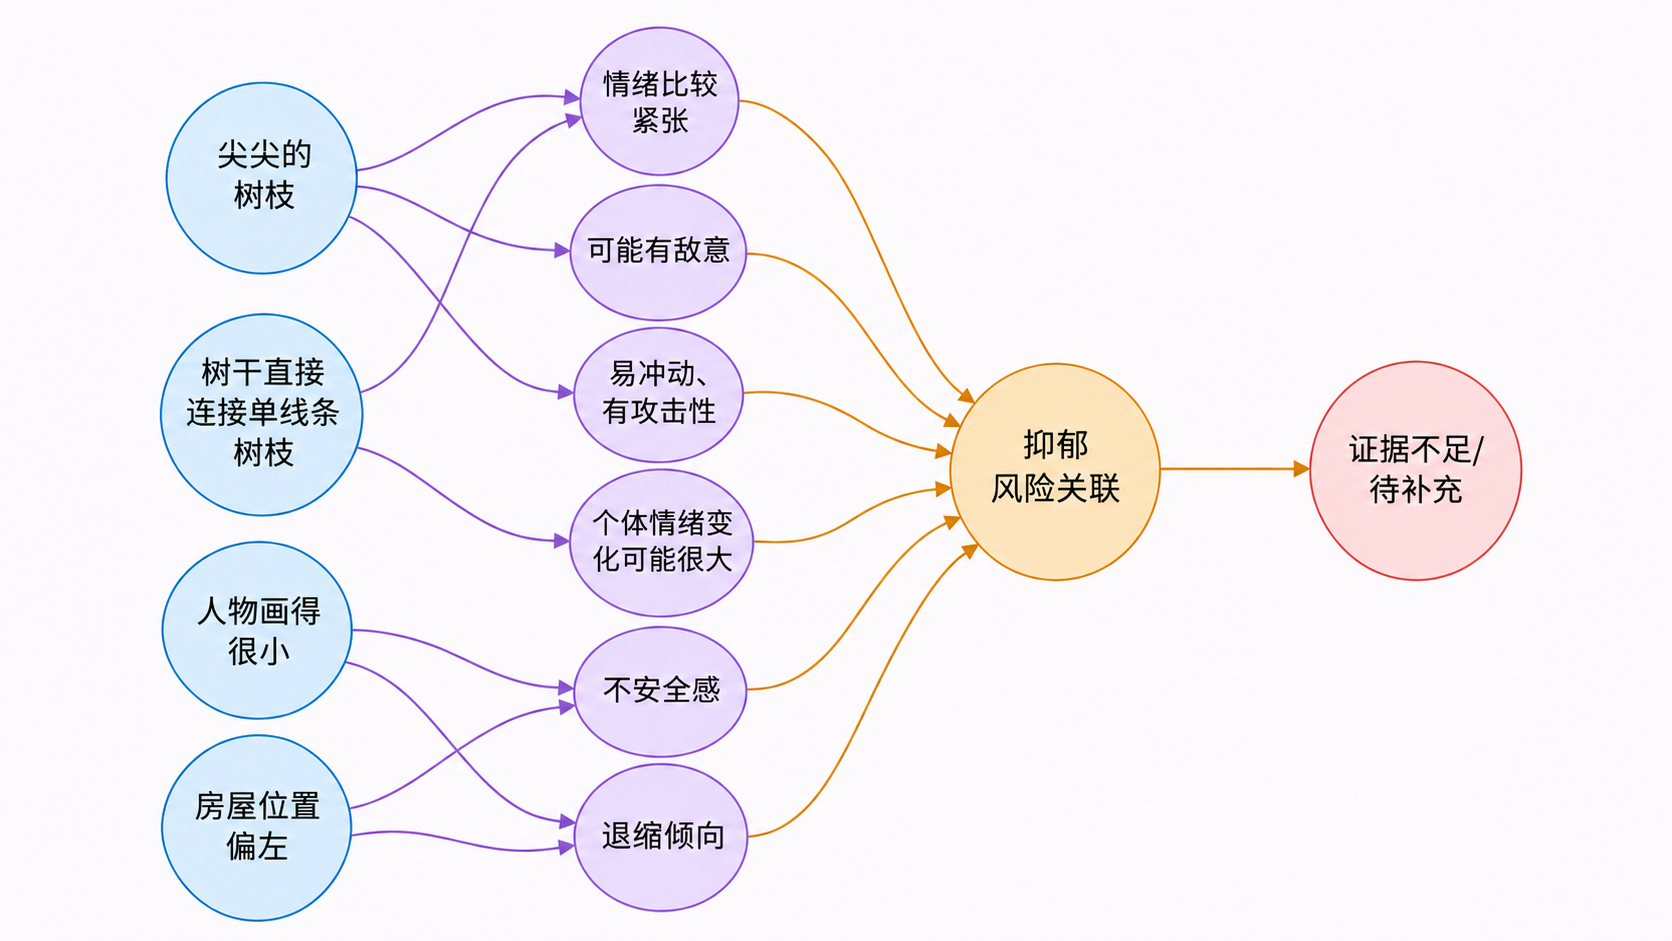 尖尖的
树枝
树干直接
连接单线条
树枝
人物画得
很小
房屋位置
偏左
情绪比较
紧张
可能有敌意
易冲动、
有攻击性
个体情绪变
化可能很大
不安全感
退缩倾向
抑郁
风险关联
证据不足/
待补充